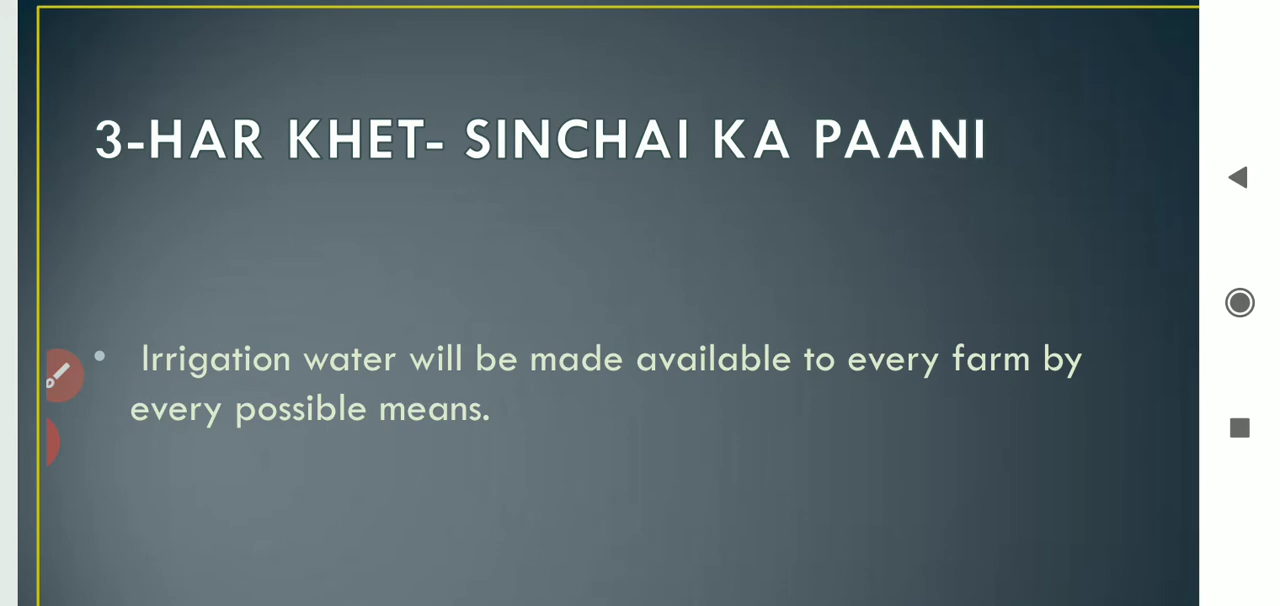 3-HAR KHET- SINCHAI KA PAANI
• Irrigation water will be made available to every farm by
every possible means.